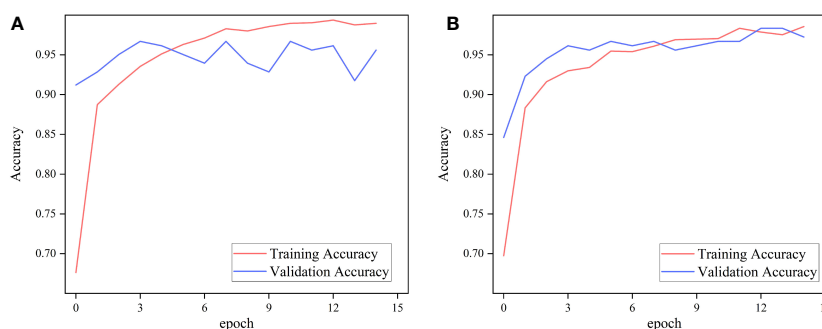 A
Accuracy
0.95
0.90
0.85
0.80
0.75
0.70
Training Accuracy
Validation Accuracy
0 3 6 9 12 15
epoch
B
Accuracy
0.95
0.90
0.85
0.80
0.75
0.70
Training Accuracy
Validation Accuracy
0 3 6 9 12 1
epoch